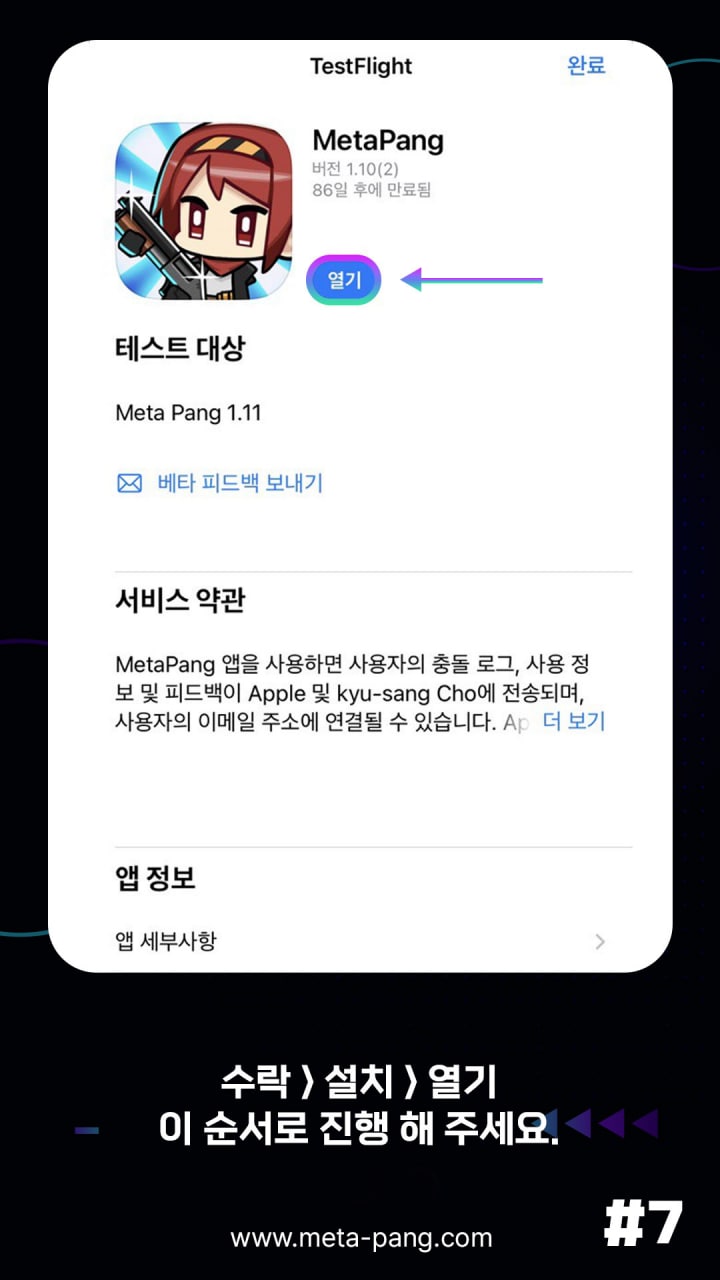 TestFlight
완료
MetaPang
버전 1.10(2)
86일 후에 만료됨
열기
테스트 대상
Meta Pang 1.11
베타 피드백 보내기
서비스 약관
MetaPang 앱을 사용하면 사용자의 충돌 로그, 사용 정
보 및 피드백이 Apple 및 kyu-sang Cho에 전송되며,
사용자의 이메일 주소에 연결될 수 있습니다. Ap 더 보기
앱 정보
앱 세부사항
수락 > 설치 > 열기
이 순서로 진행 해 주세요.
#7
www.meta-pang.com